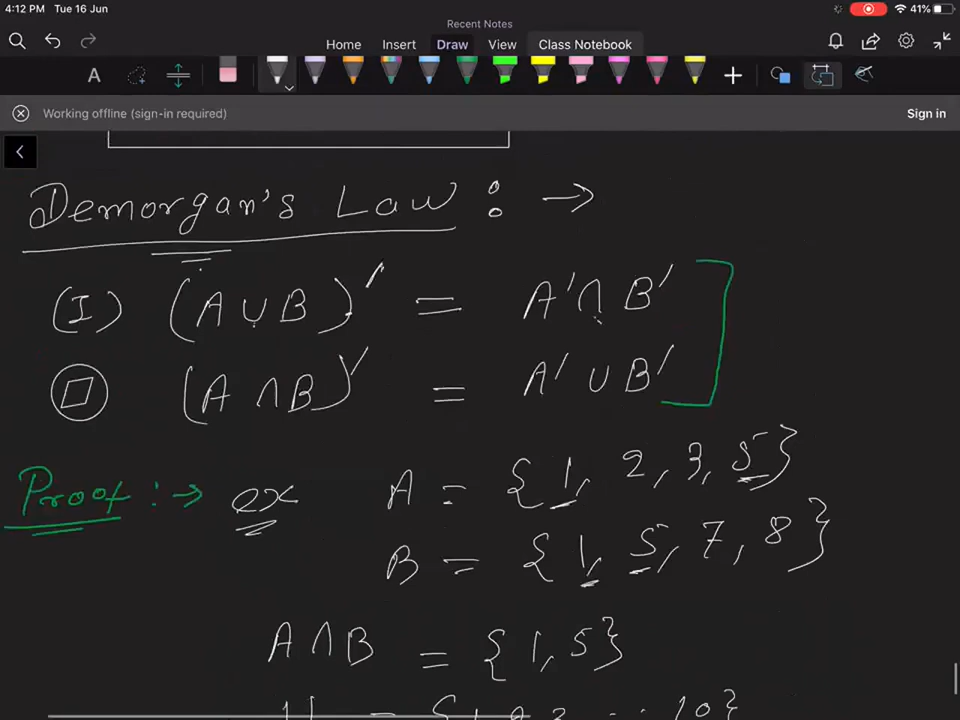 4:12 PM Tue 16 Jun
41%
Recent Notes
Home Insert Draw View Class Notebook
Working offline (sign-in required) Sign in
Demorgan's Law : →
(I) (A ∪ B)′ = A′ ∩ B′
(A ∩ B)′ = A′ ∪ B′
Proof :→ ex A = {1, 2, 3, 5}
B = {1, 5, 7, 8}
A ∩ B = {1, 5}